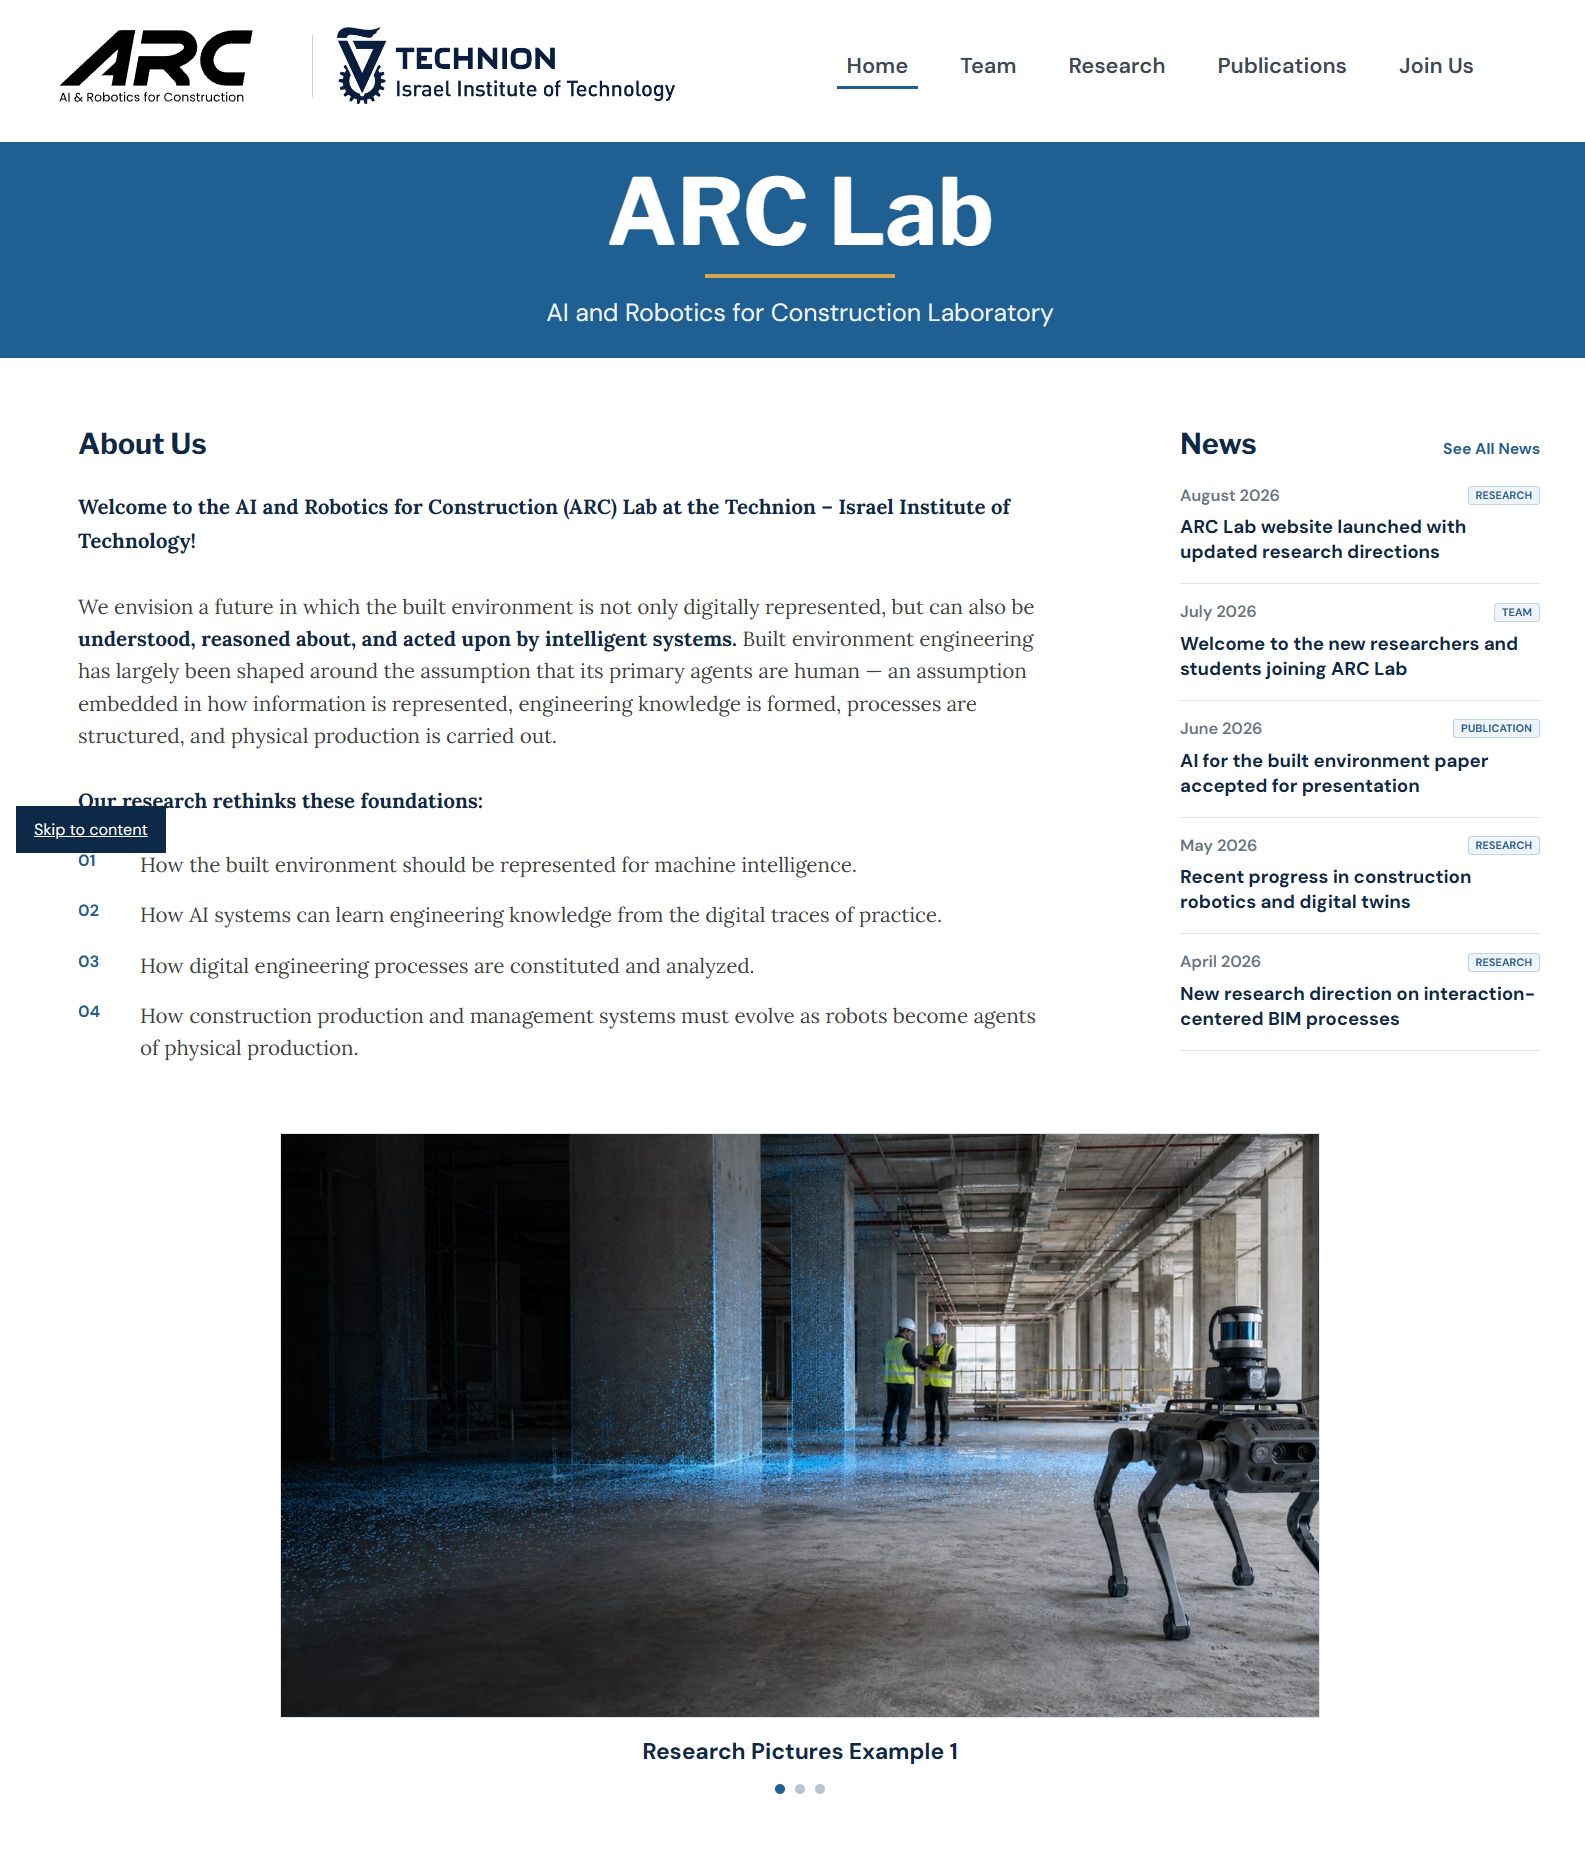 ARC
AI & Robotics for Construction
TECHNION
Israel Institute of Technology
Home
Team
Research
Publications
Join Us
ARC Lab
AI and Robotics for Construction Laboratory
About Us
Welcome to the AI and Robotics for Construction (ARC) Lab at the Technion – Israel Institute of
Technology!
We envision a future in which the built environment is not only digitally represented, but can also be
understood, reasoned about, and acted upon by intelligent systems. Built environment engineering
has largely been shaped around the assumption that its primary agents are human — an assumption
embedded in how information is represented, engineering knowledge is formed, processes are
structured, and physical production is carried out.
Our research rethinks these foundations:
Skip to content
01 How the built environment should be represented for machine intelligence.
02 How AI systems can learn engineering knowledge from the digital traces of practice.
03 How digital engineering processes are constituted and analyzed.
04 How construction production and management systems must evolve as robots become agents
of physical production.
News
See All News
August 2026 RESEARCH
ARC Lab website launched with
updated research directions
July 2026 TEAM
Welcome to the new researchers and
students joining ARC Lab
June 2026 PUBLICATION
AI for the built environment paper
accepted for presentation
May 2026 RESEARCH
Recent progress in construction
robotics and digital twins
April 2026 RESEARCH
New research direction on interaction-
centered BIM processes
Research Pictures Example 1